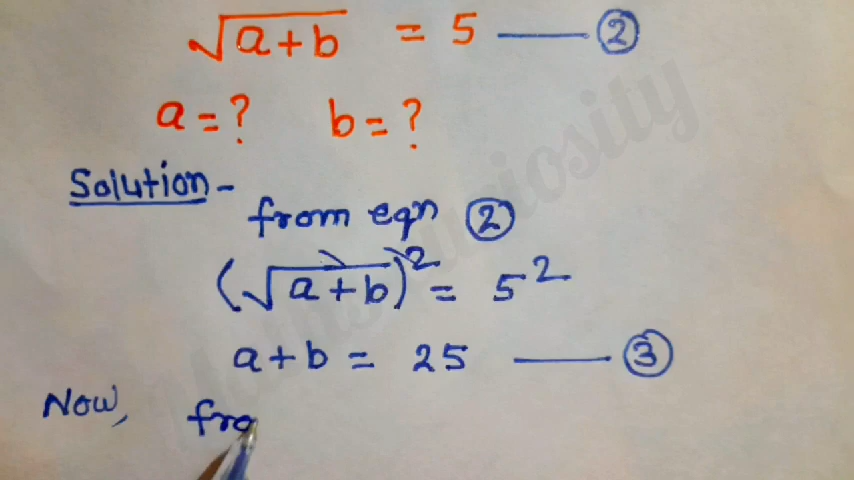 √(a+b) = 5 —— ②
a = ? b = ?
Solution-
from eqn ②
(√(a+b))² = 5²
a+b = 25 —— ③
Now, fro